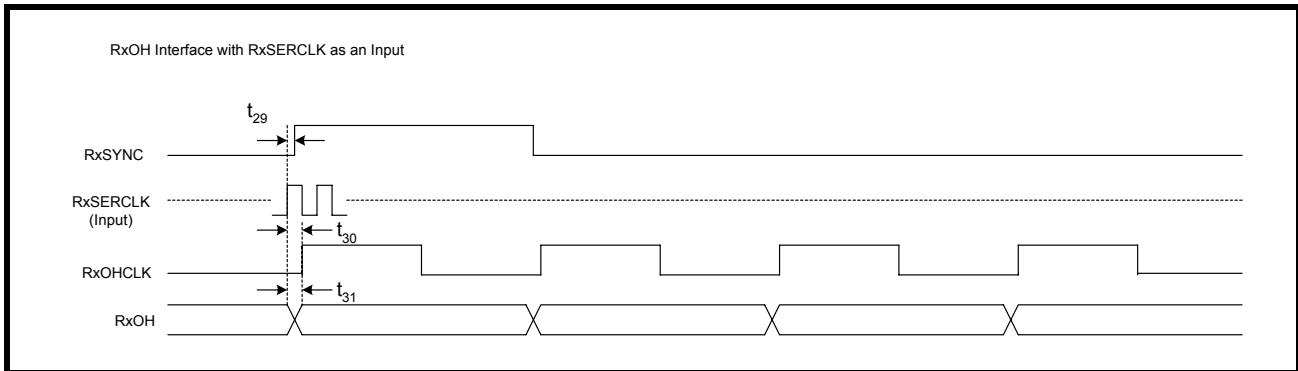 RxOH Interface with RxSERCLK as an Input
t29
RxSYNC
RxSERCLK
(Input)
t30
RxOHCLK
t31
RxOH